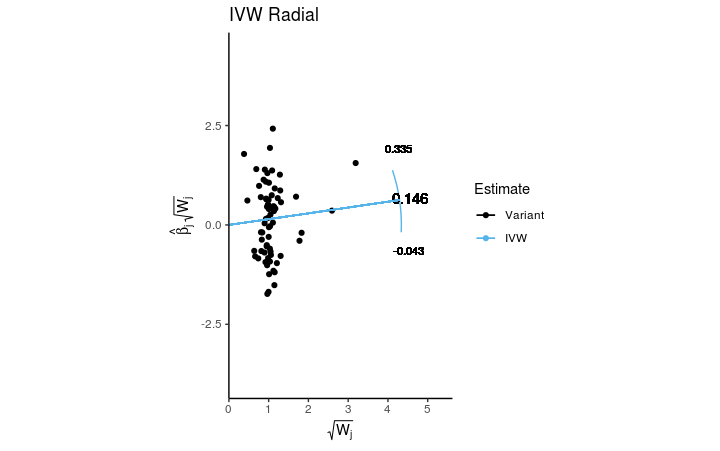 IVW Radial
2.5
0.0
-2.5
β̂j√Wj
0.335
0.146
-0.043
0
1
2
3
4
5
√Wj
Estimate
Variant
IVW